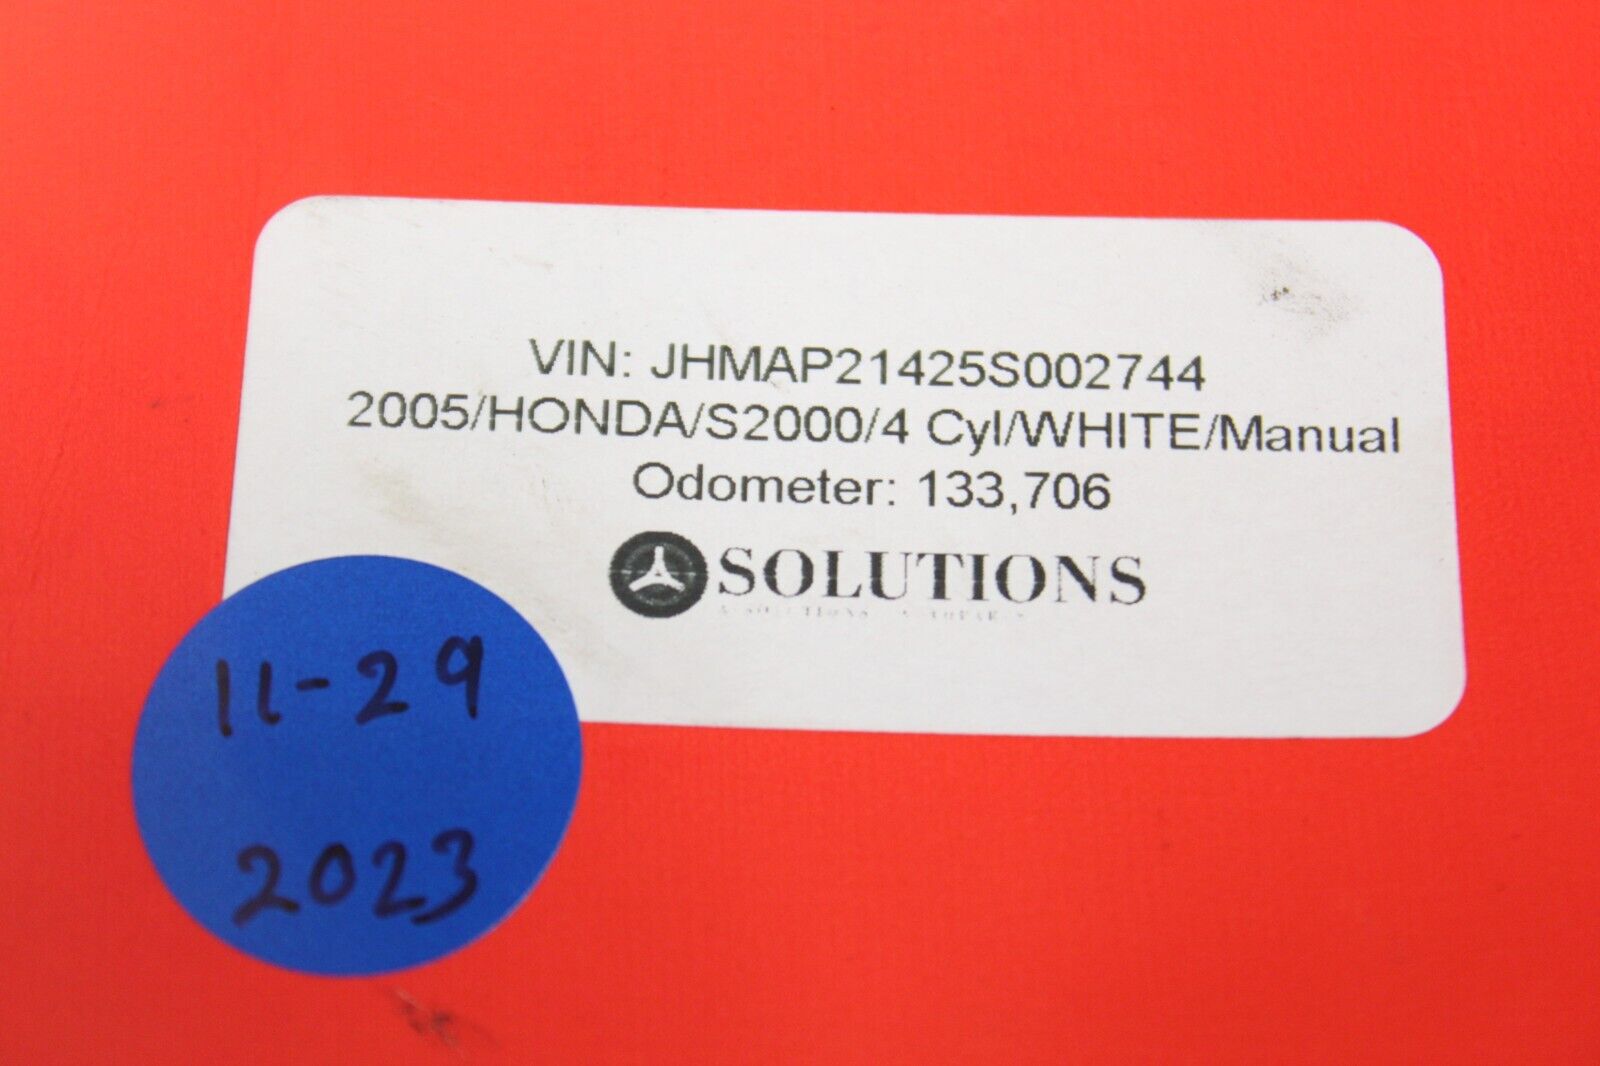 VIN: JHMAP21425S002744
2005/HONDA/S2000/4 Cyl/WHITE/Manual
Odometer: 133,706
SOLUTIONS
11-29
2023